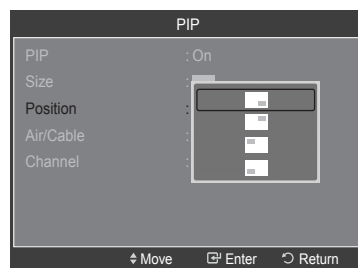 PIP
PIP : On
Size :
Position :
Air/Cable :
Channel :
Move Enter Return